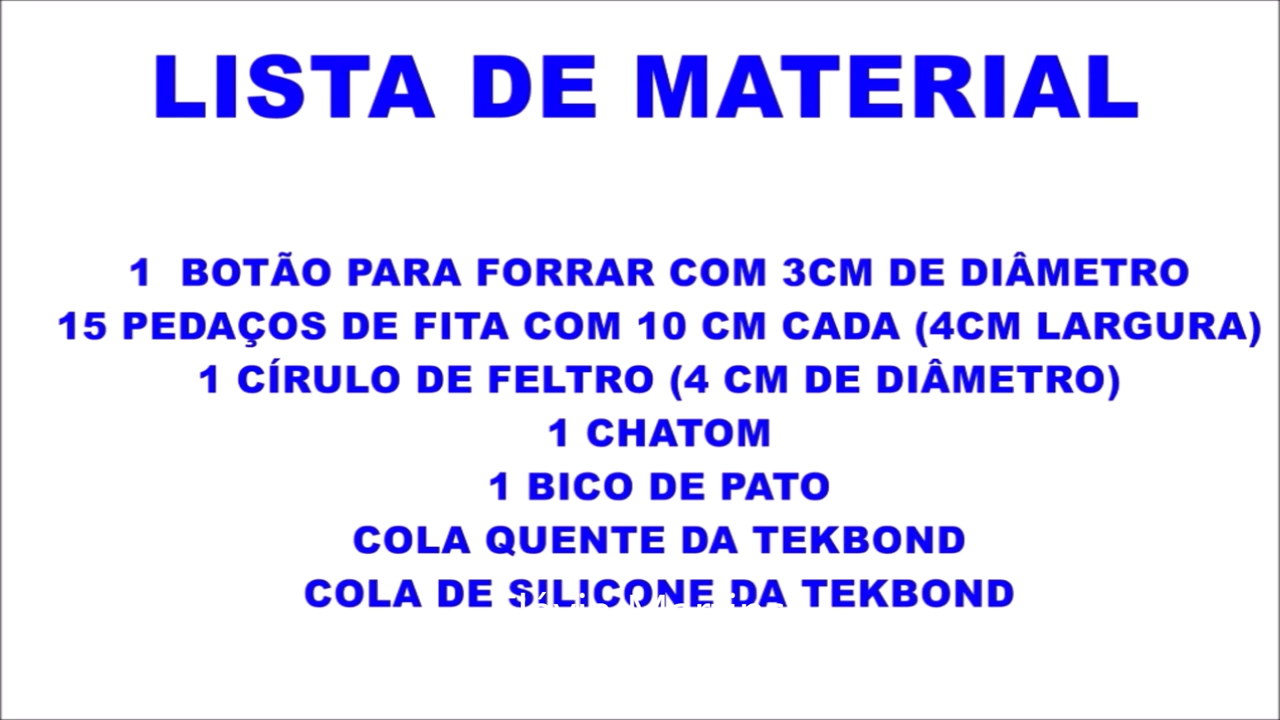 LISTA DE MATERIAL
1 BOTÃO PARA FORRAR COM 3CM DE DIÂMETRO
15 PEDAÇOS DE FITA COM 10 CM CADA (4CM LARGURA)
1 CÍRULO DE FELTRO (4 CM DE DIÂMETRO)
1 CHATOM
1 BICO DE PATO
COLA QUENTE DA TEKBOND
COLA DE SILICONE DA TEKBOND